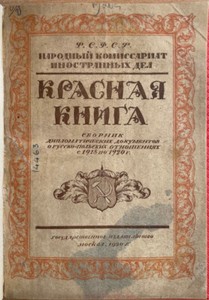 Р.С.Ф.С.Р.
НАРОДНЫЙ КОМИССАРИАТ
ИНОСТРАННЫХ ДЕЛ
КРАСНАЯ
КНИГА
СБОРНИК
ДИПЛОМАТИЧЕСКИХ ДОКУМЕНТОВ
О РУССКО-ПОЛЬСКИХ ОТНОШЕНИЯХ
С 1918 ПО 1920 Г.
ГОСУДАРСТВЕННОЕ ИЗДАТЕЛЬСТВО
МОСКВА, 1920 Г.